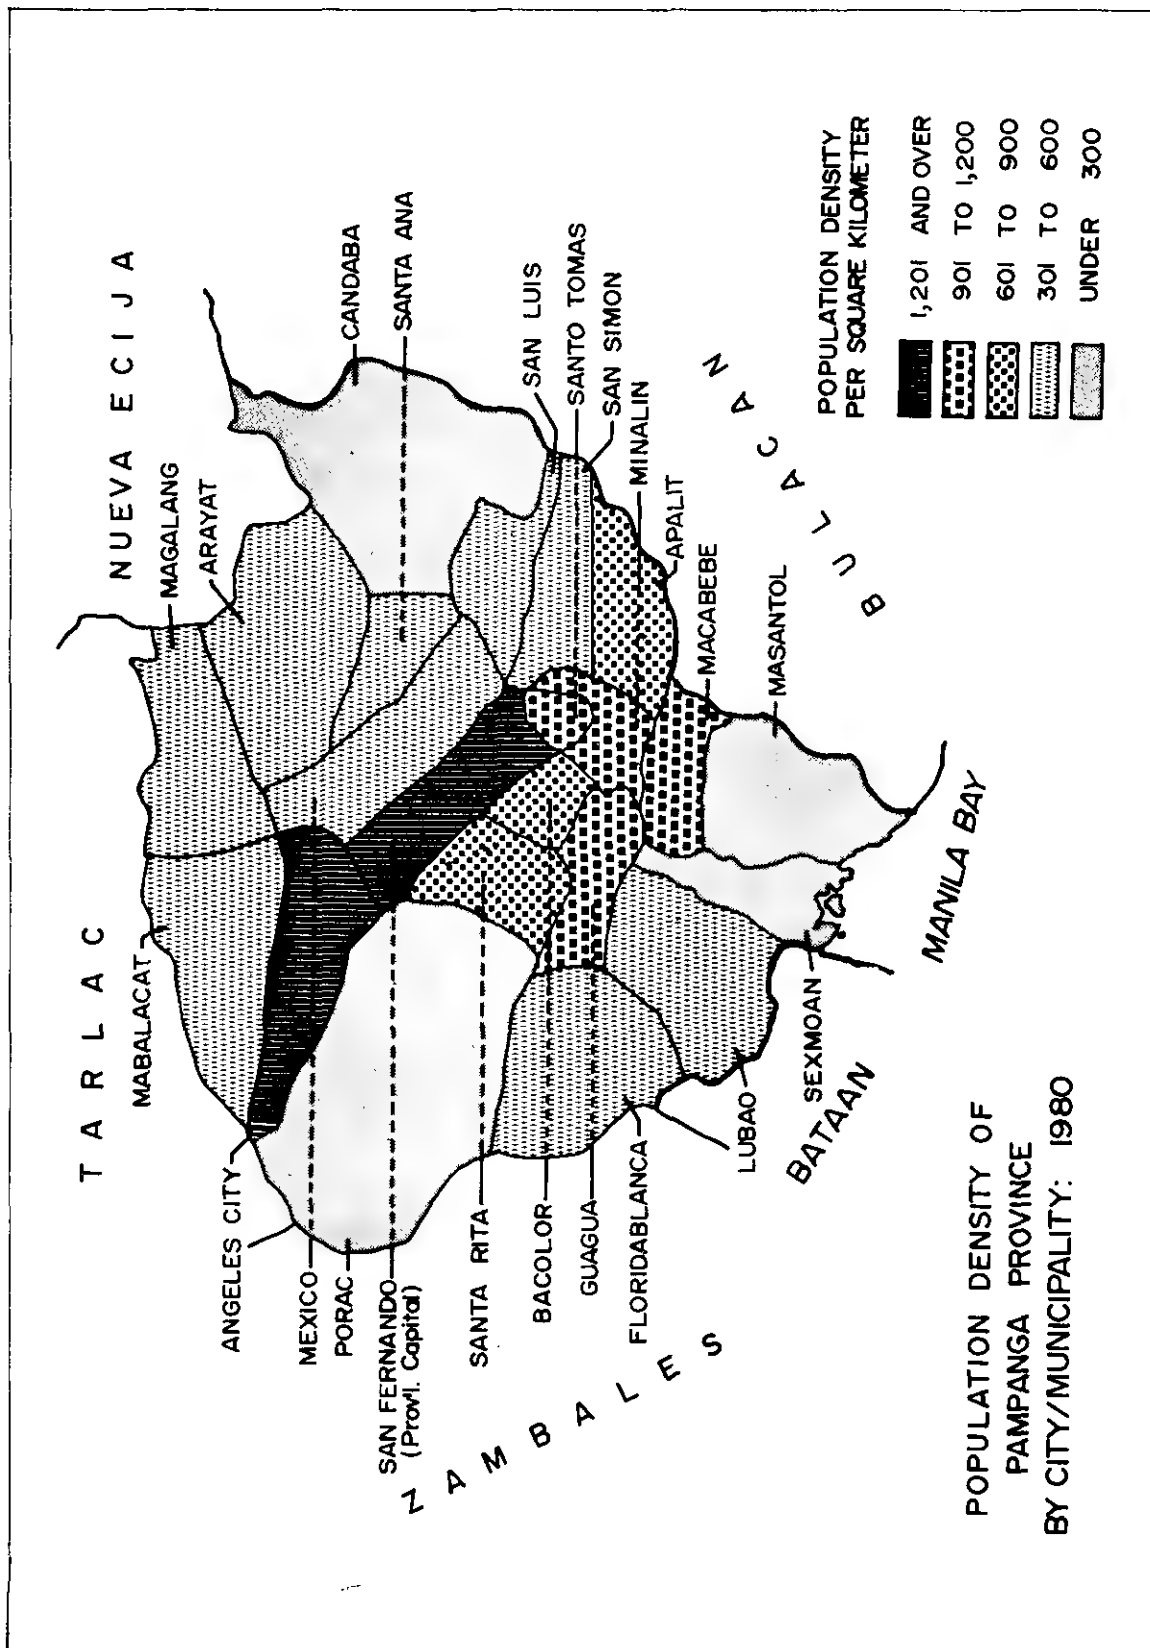 TARLAC
NUEVA ECIJA
MABALACAT
MAGALANG
ARAYAT
ANGELES CITY
MEXICO
PORAC
SAN FERNANDO
(Provl. Capital)
SANTA RITA
BACOLOR
GUAGUA
FLORIDABLANCA
LUBAO
SEXMOAN
CANDABA
SANTA ANA
SAN LUIS
SANTO TOMAS
SAN SIMON
MINALIN
APALIT
MACABEBE
MASANTOL
ZAMBALES
BATAAN
MANILA BAY
BULACAN
POPULATION DENSITY
PER SQUARE KILOMETER
1,201 AND OVER
901 TO 1,200
601 TO 900
301 TO 600
UNDER 300
POPULATION DENSITY OF
PAMPANGA PROVINCE
BY CITY/MUNICIPALITY: 1980